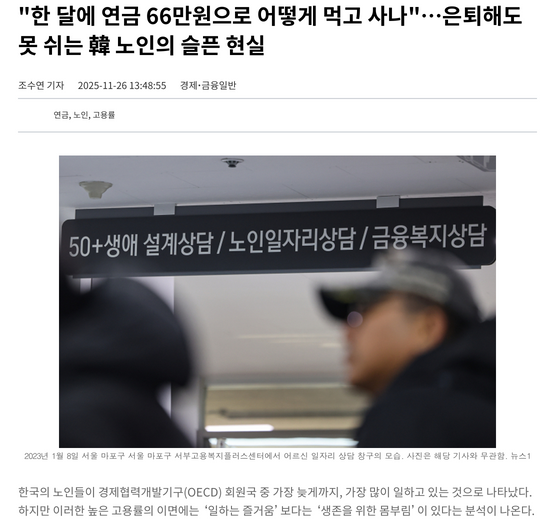 "한 달에 연금 66만원으로 어떻게 먹고 사나"…은퇴해도
못 쉬는 韓 노인의 슬픈 현실
조수연 기자 2025-11-26 13:48:55 경제·금융일반
연금, 노인, 고용률
50+생애 설계상담 / 노인일자리상담 / 금융복지상담
2023년 1월 8일 서울 마포구 서울 마포구 서부고용복지플러스센터에서 어르신 일자리 상담 창구의 모습. 사진은 해당 기사와 무관함. 뉴스1
한국의 노인들이 경제협력개발기구(OECD) 회원국 중 가장 늦게까지, 가장 많이 일하고 있는 것으로 나타났다.
하지만 이러한 높은 고용률의 이면에는 ‘일하는 즐거움’ 보다는 ‘생존을 위한 몸부림’ 이 있다는 분석이 나온다.